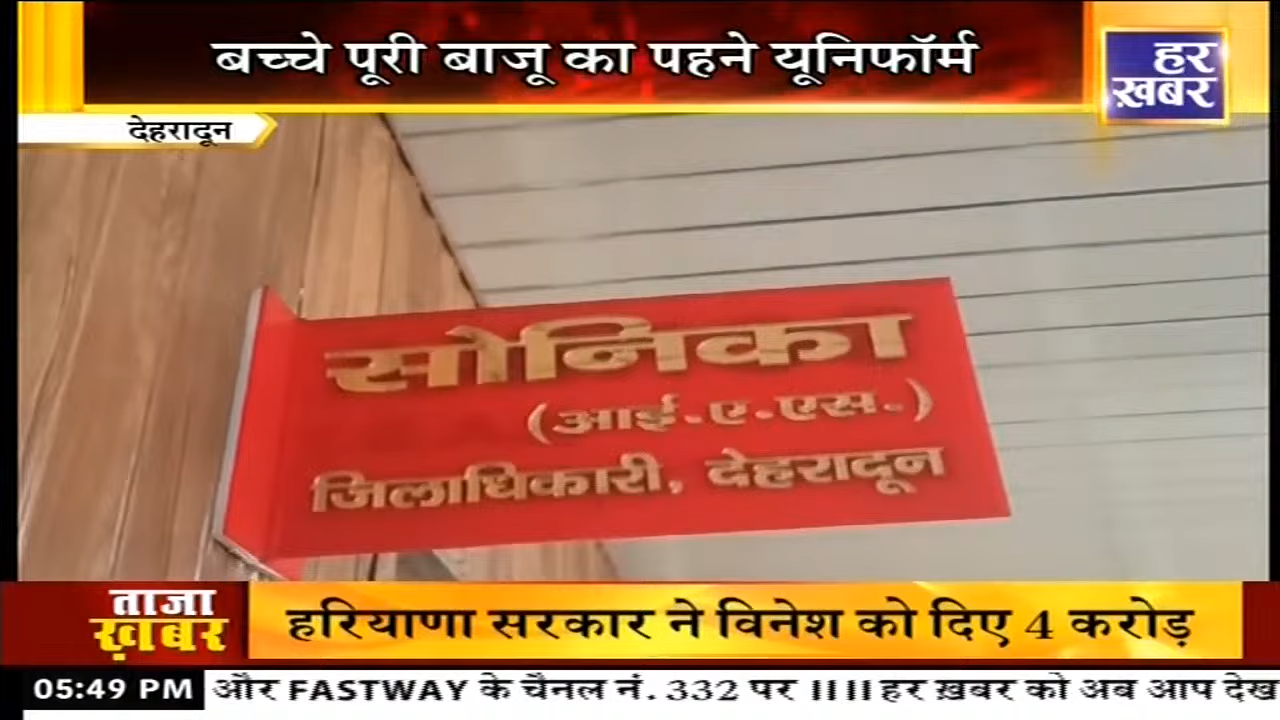 बच्चे पूरी बाजू का पहने यूनिफॉर्म
हर
ख़बर
देहरादून
सोनिका
(आई.ए.एस.)
जिलाधिकारी, देहरादून
ताजा
ख़बर
हरियाणा सरकार ने विनेश को दिए 4 करोड़
05:49 PM
और FASTWAY के चैनल नं. 332 पर IIII हर ख़बर को अब आप देख